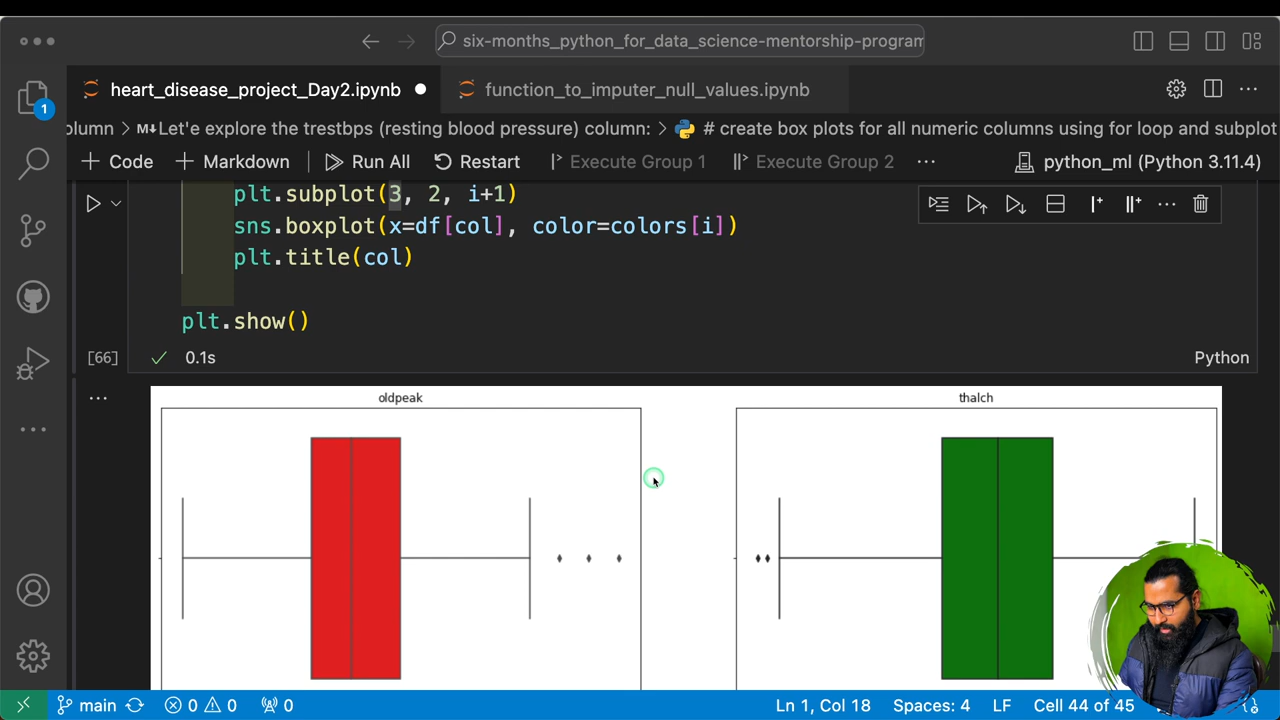 six-months_python_for_data_science-mentorship-program
heart_disease_project_Day2.ipynb
function_to_imputer_null_values.ipynb
olumn > M↓Let's explore the trestbps (resting blood pressure) column: > # create box plots for all numeric columns using for loop and subplot
+ Code + Markdown Run All Restart Execute Group 1 Execute Group 2 ... python_ml (Python 3.11.4)
1
plt.subplot(3, 2, i+1)
sns.boxplot(x=df[col], color=colors[i])
plt.title(col)
plt.show()
[66] 0.1s Python
oldpeak thalch
main 0 0 0 Ln 1, Col 18 Spaces: 4 LF Cell 44 of 45